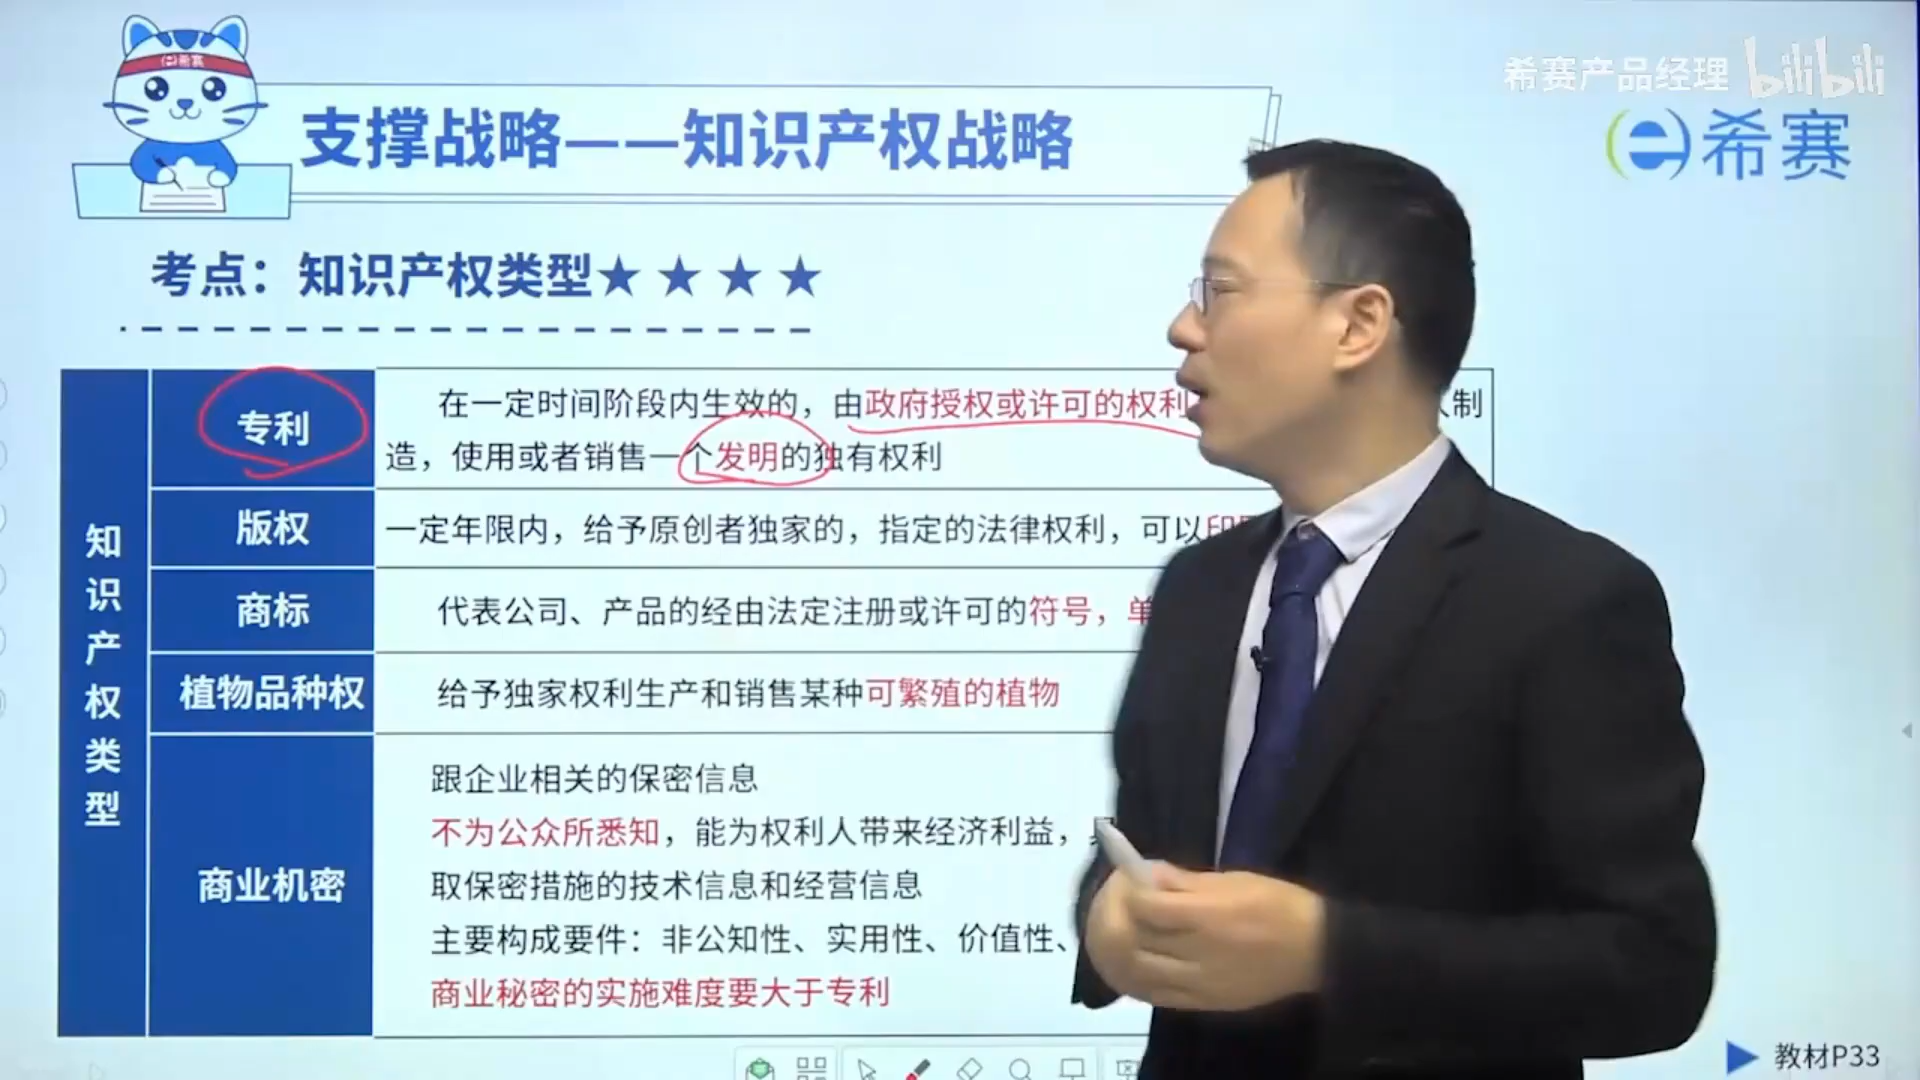 希赛产品经理 bilibili
希赛
希赛
支撑战略——知识产权战略
考点：知识产权类型★★★★
知识产权类型
专利
在一定时间阶段内生效的，由政府授权或许可的权利
人制
造，使用或者销售一个发明的独有权利
版权
一定年限内，给予原创者独家的，指定的法律权利，可以印
商标
代表公司、产品的经由法定注册或许可的符号，单
植物品种权
给予独家权利生产和销售某种可繁殖的植物
商业机密
跟企业相关的保密信息
不为公众所悉知，能为权利人带来经济利益，
取保密措施的技术信息和经营信息
主要构成要件：非公知性、实用性、价值性、
商业秘密的实施难度要大于专利
教材P33